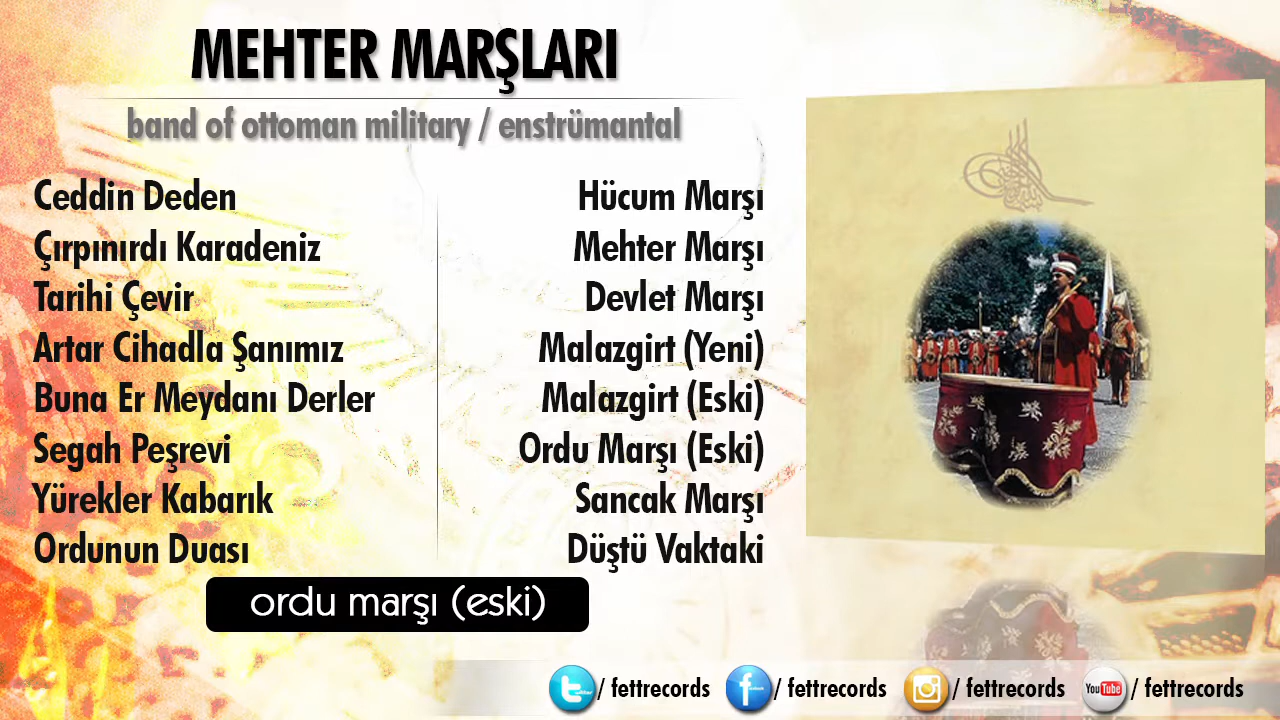 MEHTER MARŞLARI
band of ottoman military / enstrümantal
Ceddin Deden
Çırpınırdı Karadeniz
Tarihi Çevir
Artar Cihadla Şanımız
Buna Er Meydanı Derler
Segah Peşrevi
Yürekler Kabarık
Ordunun Duası
Hücum Marşı
Mehter Marşı
Devlet Marşı
Malazgirt (Yeni)
Malazgirt (Eski)
Ordu Marşı (Eski)
Sancak Marşı
Düştü Vaktaki
ordu marşı (eski)
/ fettrecords
/ fettrecords
/ fettrecords
You Tube / fettrecords